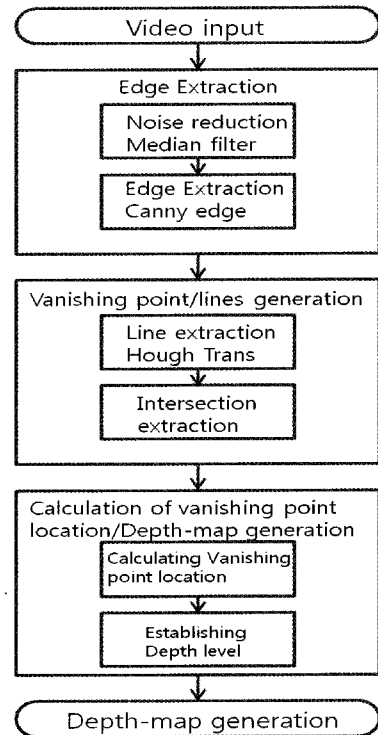 Video input
Edge Extraction
Noise reduction
Median filter
Edge Extraction
Canny edge
Vanishing point/lines generation
Line extraction
Hough Trans
Intersection
extraction
Calculation of vanishing point
location/Depth-map generation
Calculating Vanishing
point location
Establishing
Depth level
Depth-map generation